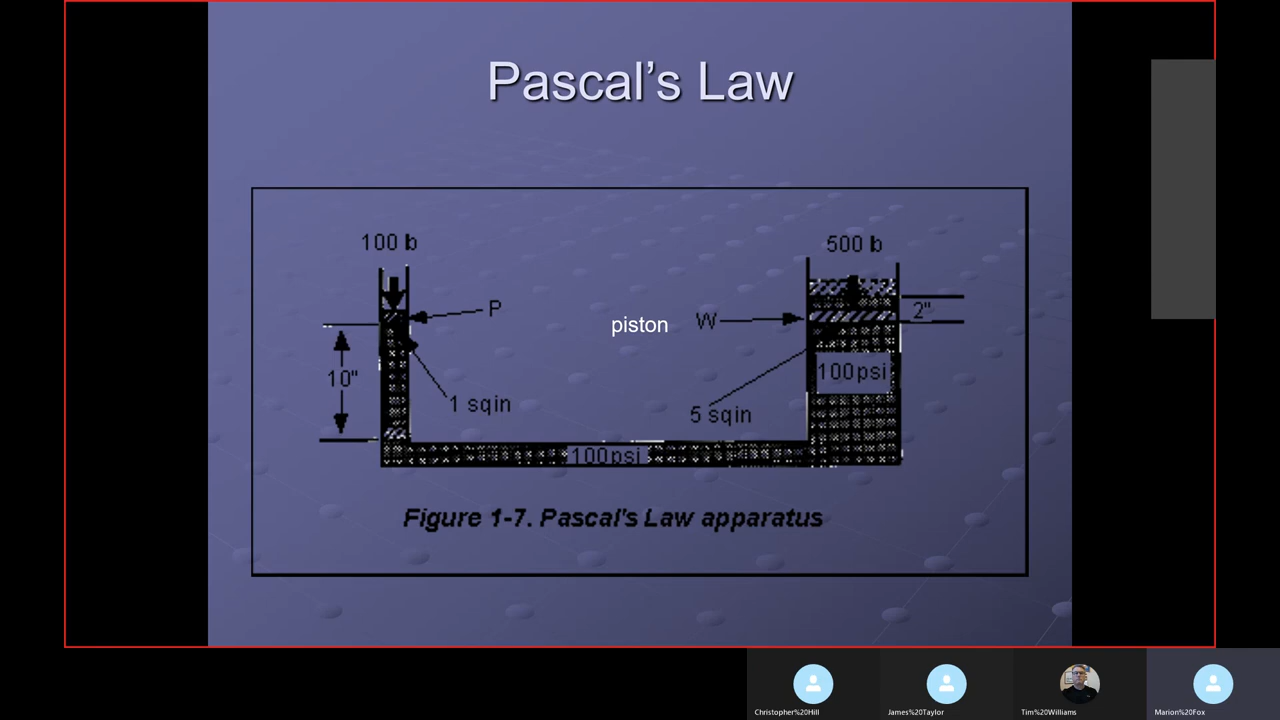 Pascal's Law
100 lb
500 lb
P
piston
W
2"
10"
100psi
1 sqin
5 sqin
100psi
Figure 1-7. Pascal's Law apparatus
Christopher%20Hill
James%20Taylor
Tim%20Williams
Marion%20Fox